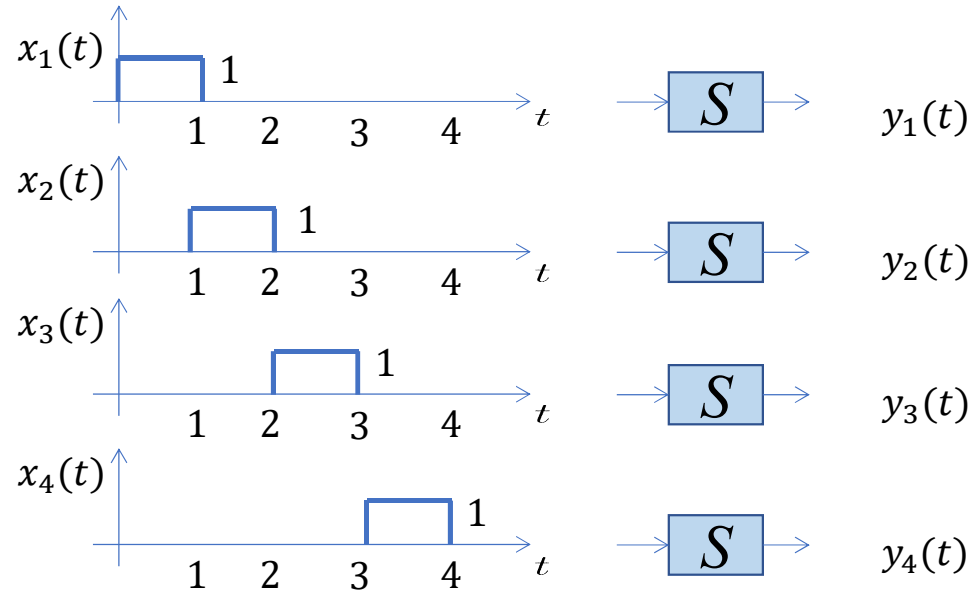 x₁(t) 1 S y₁(t)
1 2 3 4 t
x₂(t) 1 S y₂(t)
1 2 3 4 t
x₃(t) 1 S y₃(t)
1 2 3 4 t
x₄(t) 1 S y₄(t)
1 2 3 4 t